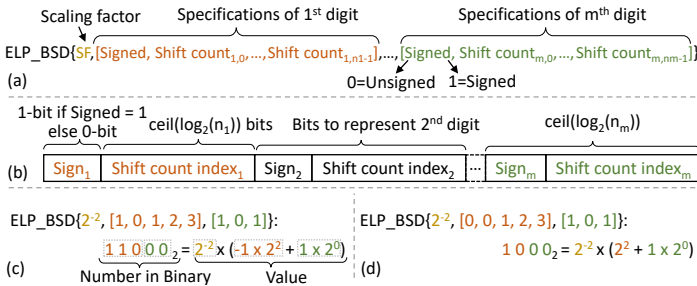 Scaling factor
Specifications of 1st digit
Specifications of mth digit
ELP_BSD{SF,[Signed, Shift count1,0,...,Shift count1,n1-1],...,[Signed, Shift countm,0,...,Shift countm,nm-1]}
(a)
0=Unsigned
1=Signed
1-bit if Signed = 1
else 0-bit
ceil(log2(n1)) bits
Bits to represent 2nd digit
ceil(log2(nm))
(b)
Sign1
Shift count index1
Sign2
Shift count index2
...
Signm
Shift count indexm
ELP_BSD{2-2, [1, 0, 1, 2, 3], [1, 0, 1]}:
1 1 0 0 0 2 = 2-2 x (-1 x 22 + 1 x 20)
(c)
Number in Binary
Value
ELP_BSD{2-2, [0, 0, 1, 2, 3], [1, 0, 1]}:
1 0 0 0 2 = 2-2 x (22 + 1 x 20)
(d)